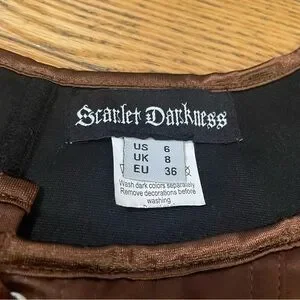 Scarlet Darkness
US 6
UK 8
EU 36
Wash dark colors separately
Remove decorations before
washing